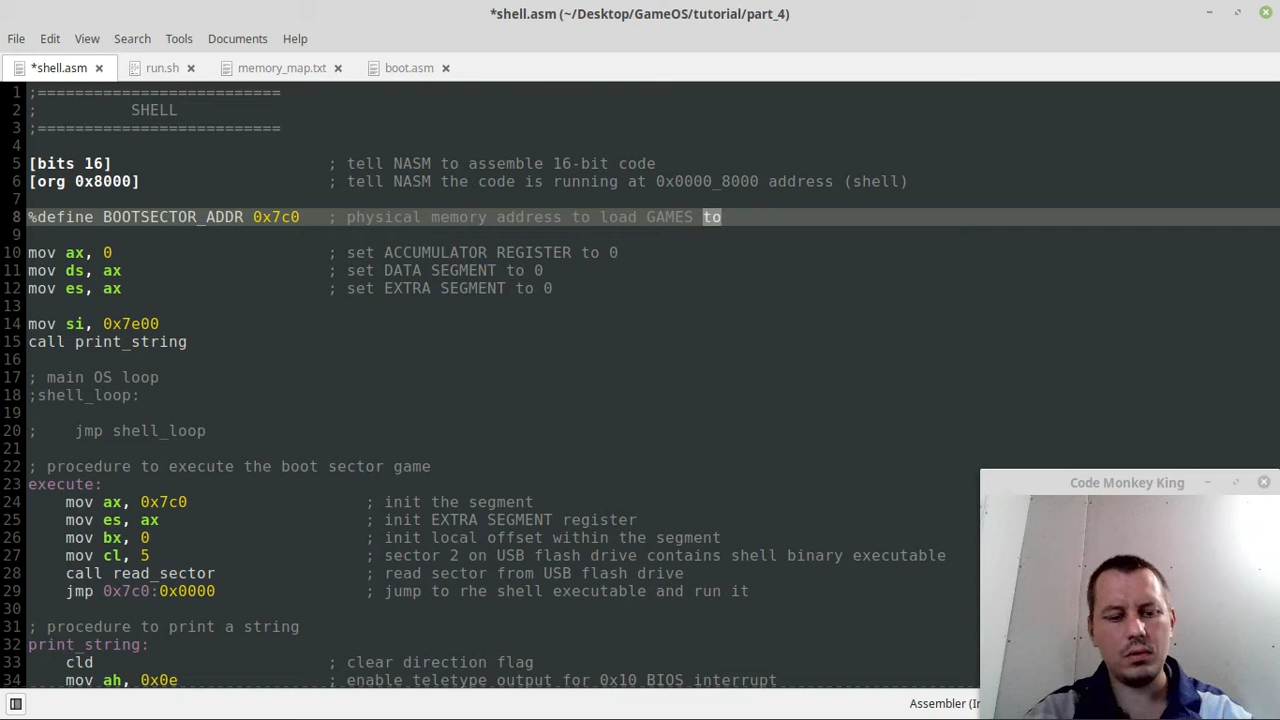 *shell.asm (~/Desktop/GameOS/tutorial/part_4)
File Edit View Search Tools Documents Help
*shell.asm run.sh memory_map.txt boot.asm
1 ;==========================
2 ;          SHELL
3 ;==========================
4
5 [bits 16] ; tell NASM to assemble 16-bit code
6 [org 0x8000] ; tell NASM the code is running at 0x0000_8000 address (shell)
7
8 %define BOOTSECTOR_ADDR 0x7c0 ; physical memory address to load GAMES to
9
10 mov ax, 0 ; set ACCUMULATOR REGISTER to 0
11 mov ds, ax ; set DATA SEGMENT to 0
12 mov es, ax ; set EXTRA SEGMENT to 0
13
14 mov si, 0x7e00
15 call print_string
16
17 ; main OS loop
18 ;shell_loop:
19
20 ;    jmp shell_loop
21
22 ; procedure to execute the boot sector game
23 execute:
24 mov ax, 0x7c0 ; init the segment
25 mov es, ax ; init EXTRA SEGMENT register
26 mov bx, 0 ; init local offset within the segment
27 mov cl, 5 ; sector 2 on USB flash drive contains shell binary executable
28 call read_sector ; read sector from USB flash drive
29 jmp 0x7c0:0x0000 ; jump to rhe shell executable and run it
30
31 ; procedure to print a string
32 print_string:
33 cld ; clear direction flag
34 mov ah, 0x0e ; enable teletype output for 0x10 BIOS interrupt
Code Monkey King
Assembler (In